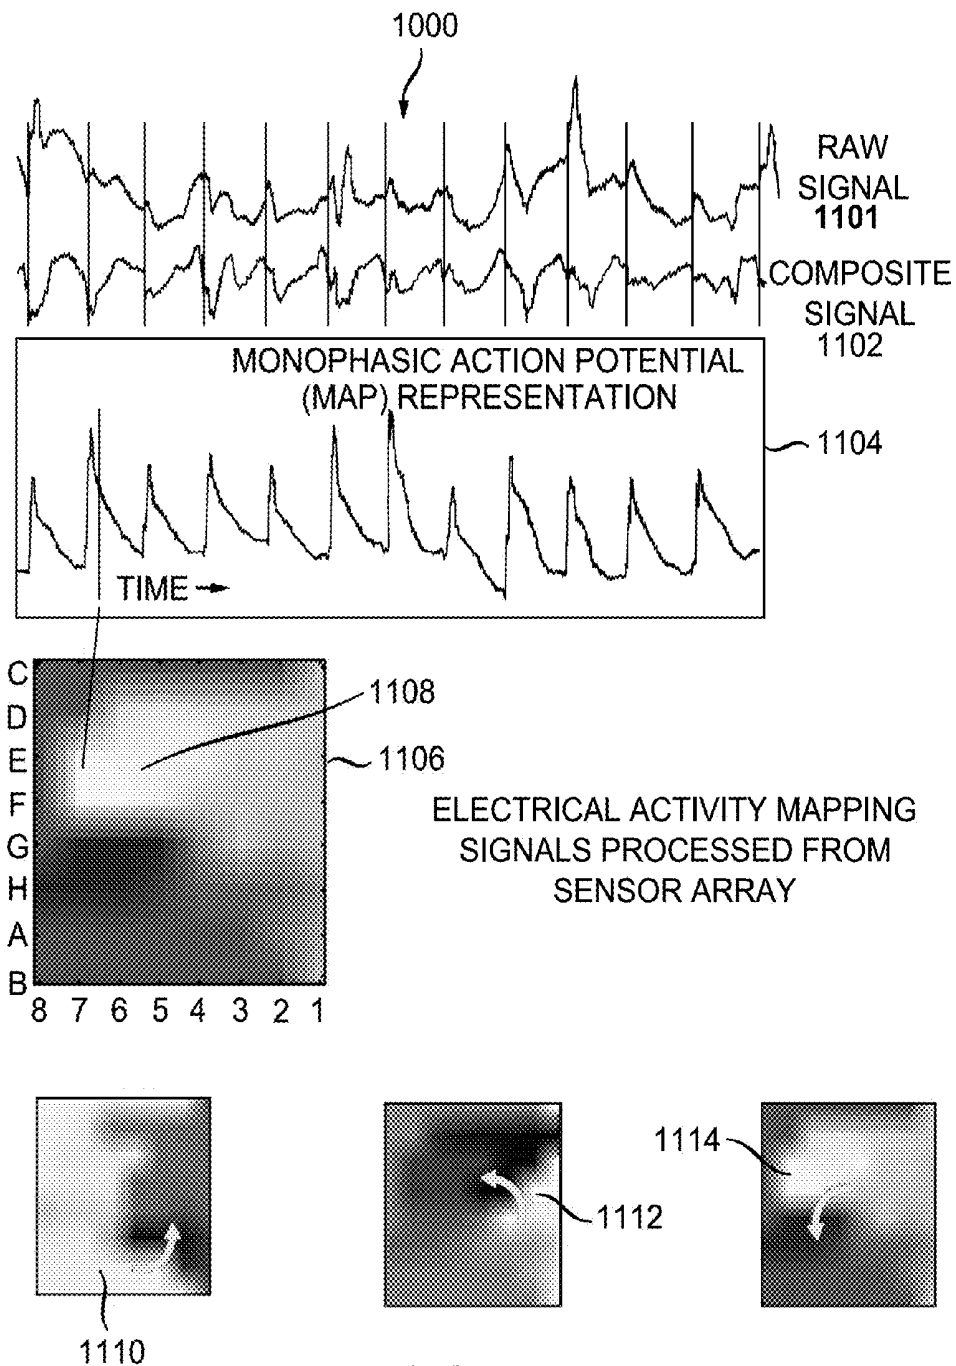 1000
RAW
SIGNAL
1101
COMPOSITE
SIGNAL
1102
MONOPHASIC ACTION POTENTIAL
(MAP) REPRESENTATION
1104
TIME
C
D
E
F
G
H
A
B
8 7 6 5 4 3 2 1
1108
1106
ELECTRICAL ACTIVITY MAPPING
SIGNALS PROCESSED FROM
SENSOR ARRAY
1110
1112
1114